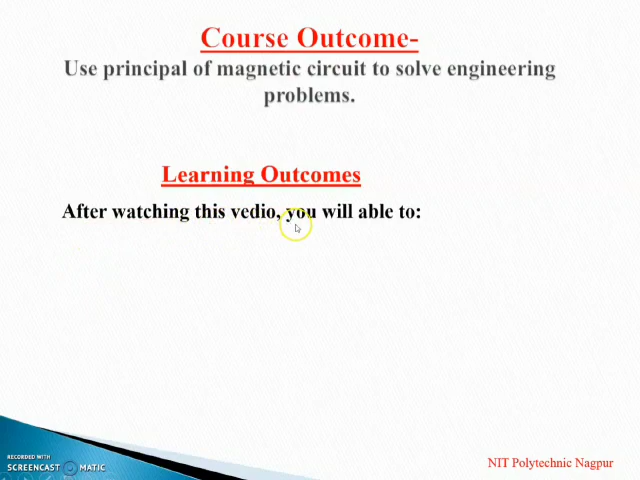 Course Outcome-
Use principal of magnetic circuit to solve engineering
problems.
Learning Outcomes
After watching this vedio, you will able to:
RECORDED WITH
SCREENCAST MATIC
NIT Polytechnic Nagpur